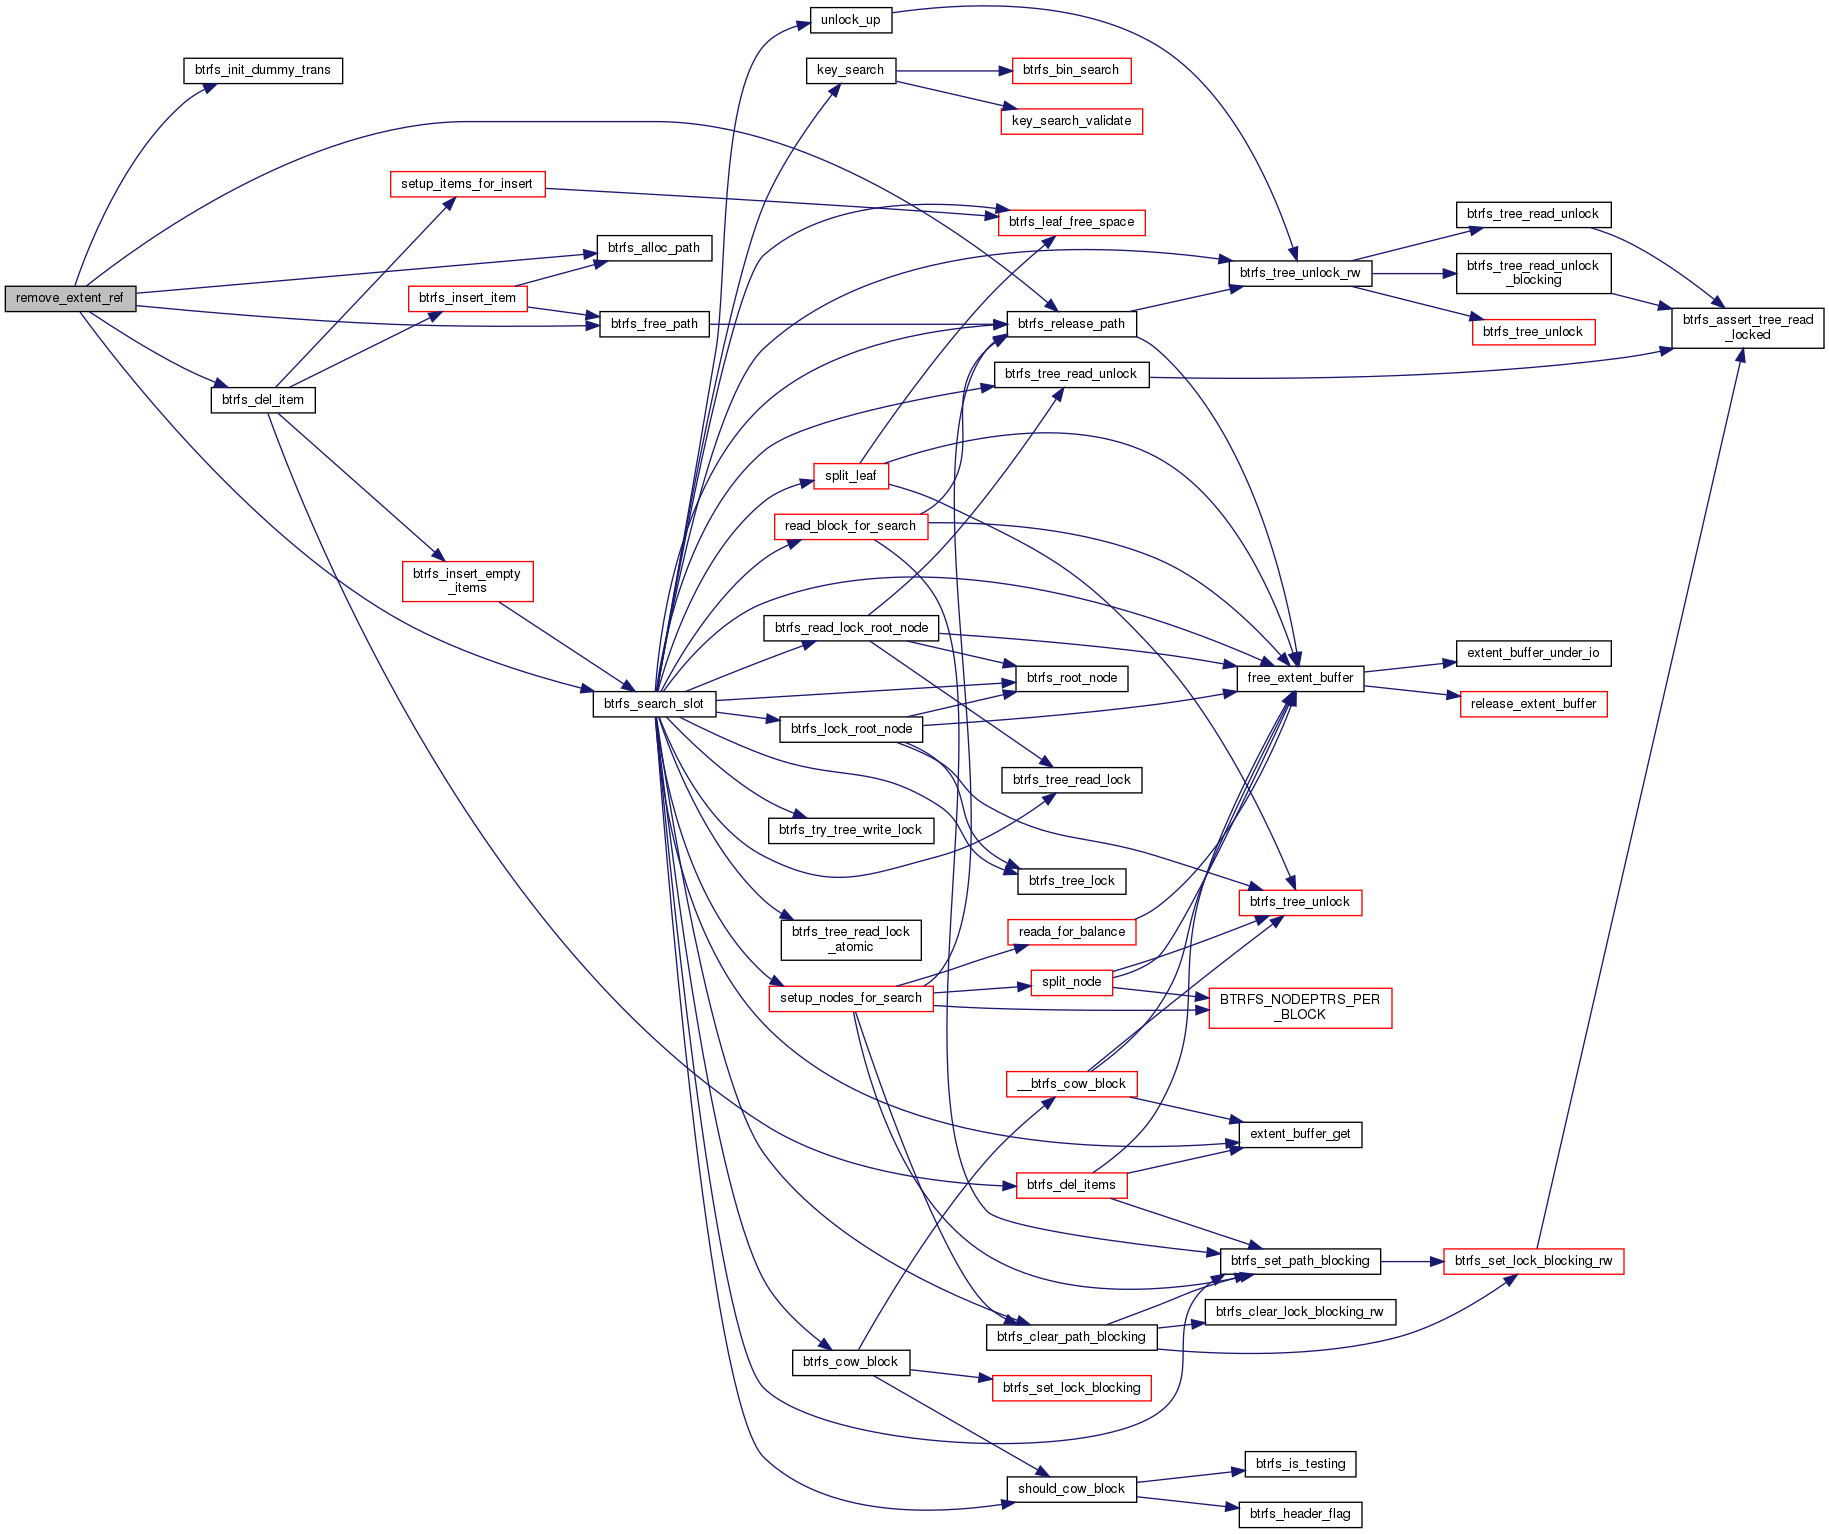 unlock_up
btrfs_init_dummy_trans
key_search
btrfs_bin_search
key_search_validate
setup_items_for_insert
btrfs_leaf_free_space
btrfs_tree_read_unlock
btrfs_alloc_path
btrfs_tree_unlock_rw
btrfs_tree_read_unlock
_blocking
remove_extent_ref
btrfs_insert_item
btrfs_free_path
btrfs_release_path
btrfs_tree_unlock
btrfs_assert_tree_read
_locked
btrfs_tree_read_unlock
btrfs_del_item
split_leaf
read_block_for_search
btrfs_insert_empty
_items
btrfs_read_lock_root_node
extent_buffer_under_io
btrfs_root_node
free_extent_buffer
btrfs_search_slot
release_extent_buffer
btrfs_lock_root_node
btrfs_tree_read_lock
btrfs_try_tree_write_lock
btrfs_tree_lock
btrfs_tree_unlock
btrfs_tree_read_lock
_atomic
reada_for_balance
split_node
setup_nodes_for_search
BTRFS_NODEPTRS_PER
_BLOCK
__btrfs_cow_block
extent_buffer_get
btrfs_del_items
btrfs_set_path_blocking
btrfs_set_lock_blocking_rw
btrfs_clear_lock_blocking_rw
btrfs_clear_path_blocking
btrfs_cow_block
btrfs_set_lock_blocking
btrfs_is_testing
should_cow_block
btrfs_header_flag